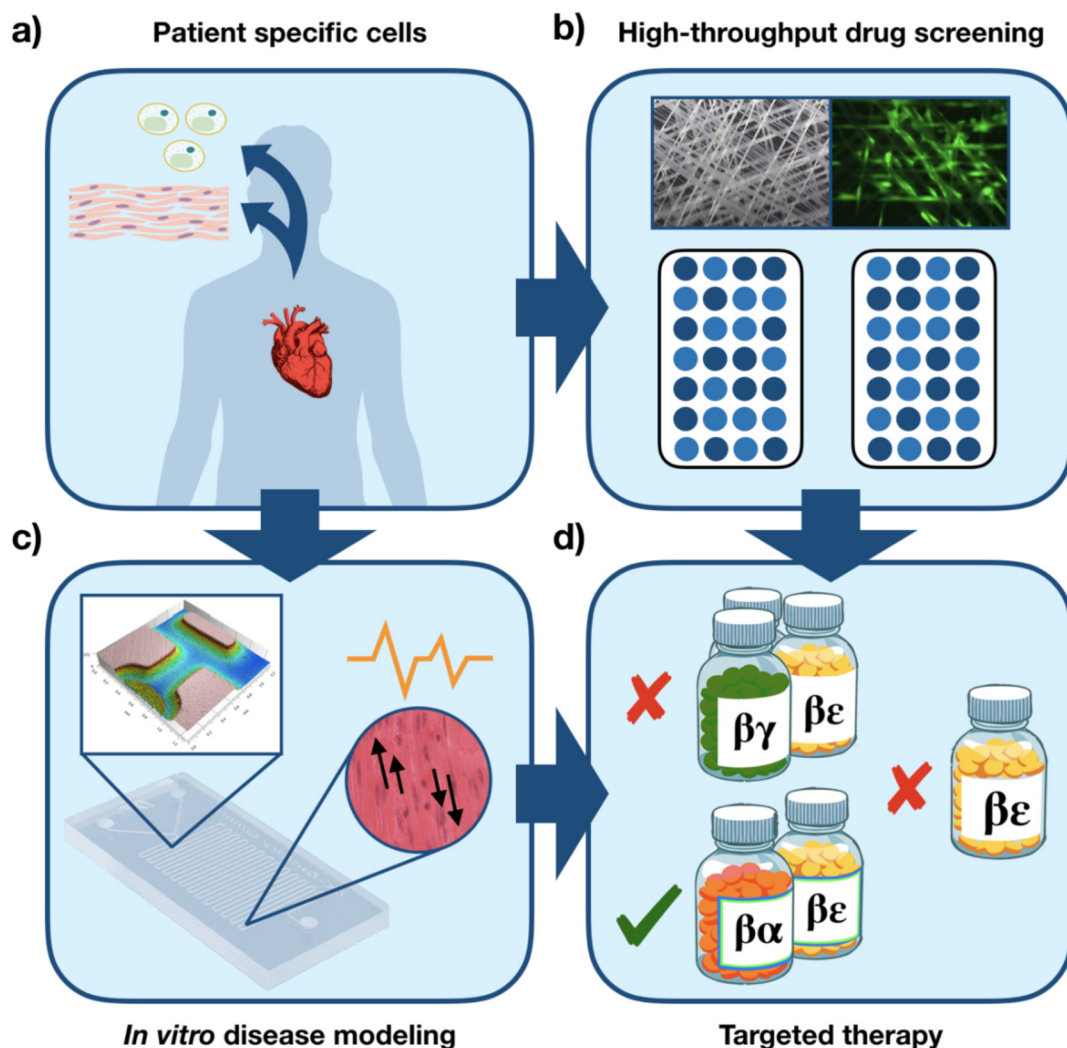 a)
Patient specific cells
b)
High-throughput drug screening
c)
d)
βγ
βε
βε
βα
βε
In vitro disease modeling
Targeted therapy